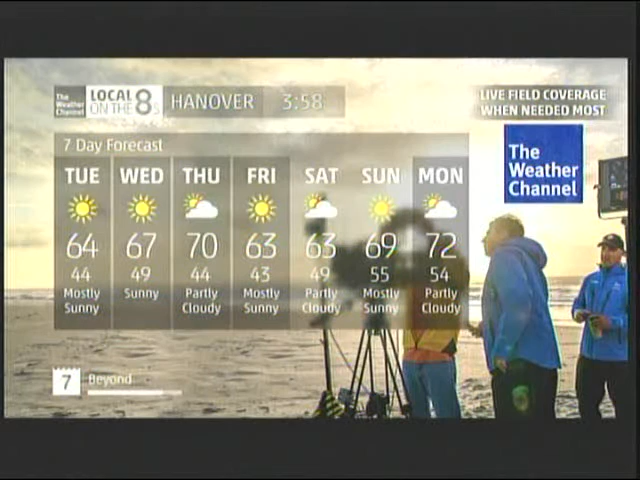 The
Weather
Channel
LOCAL
ON THE 8s
HANOVER
3:58
LIVE FIELD COVERAGE
WHEN NEEDED MOST
The
Weather
Channel
7 Day Forecast
TUE WED THU FRI SAT SUN MON
64 67 70 63 63 69 72
44 49 44 43 49 55 54
Mostly Sunny Partly Mostly Partly Mostly Partly
Sunny Cloudy Sunny Cloudy Sunny Cloudy
7 Beyond